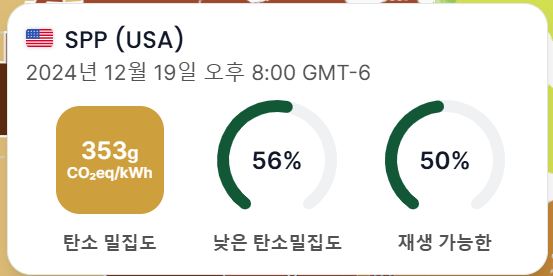 SPP (USA)
2024년 12월 19일 오후 8:00 GMT-6
353g
CO₂eq/kWh
56%
50%
탄소 밀집도
낮은 탄소밀집도
재생 가능한